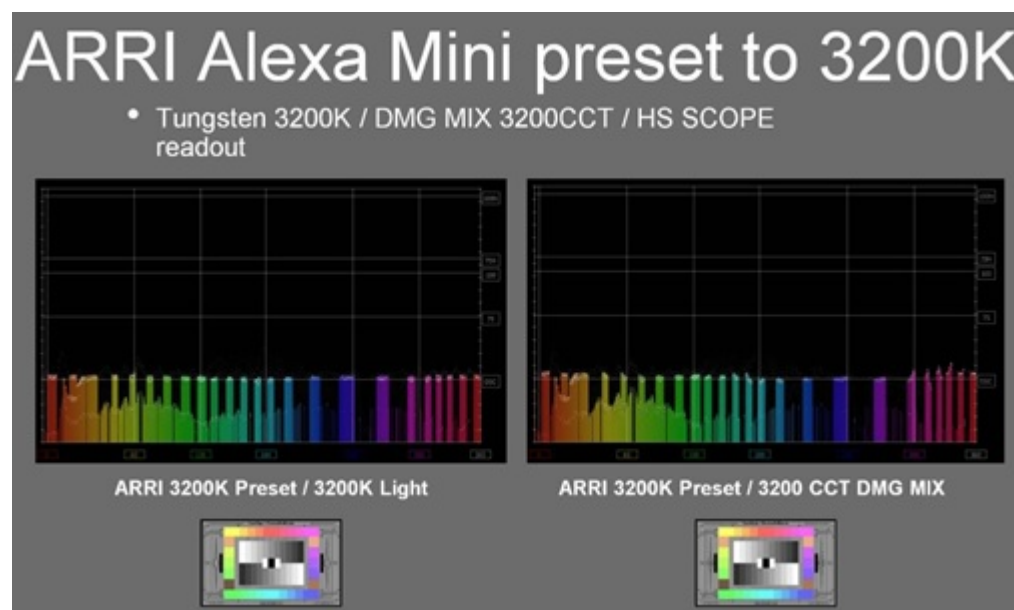 ARRI Alexa Mini preset to 3200K
• Tungsten 3200K / DMG MIX 3200CCT / HS SCOPE
readout
ARRI 3200K Preset / 3200K Light
ARRI 3200K Preset / 3200 CCT DMG MIX